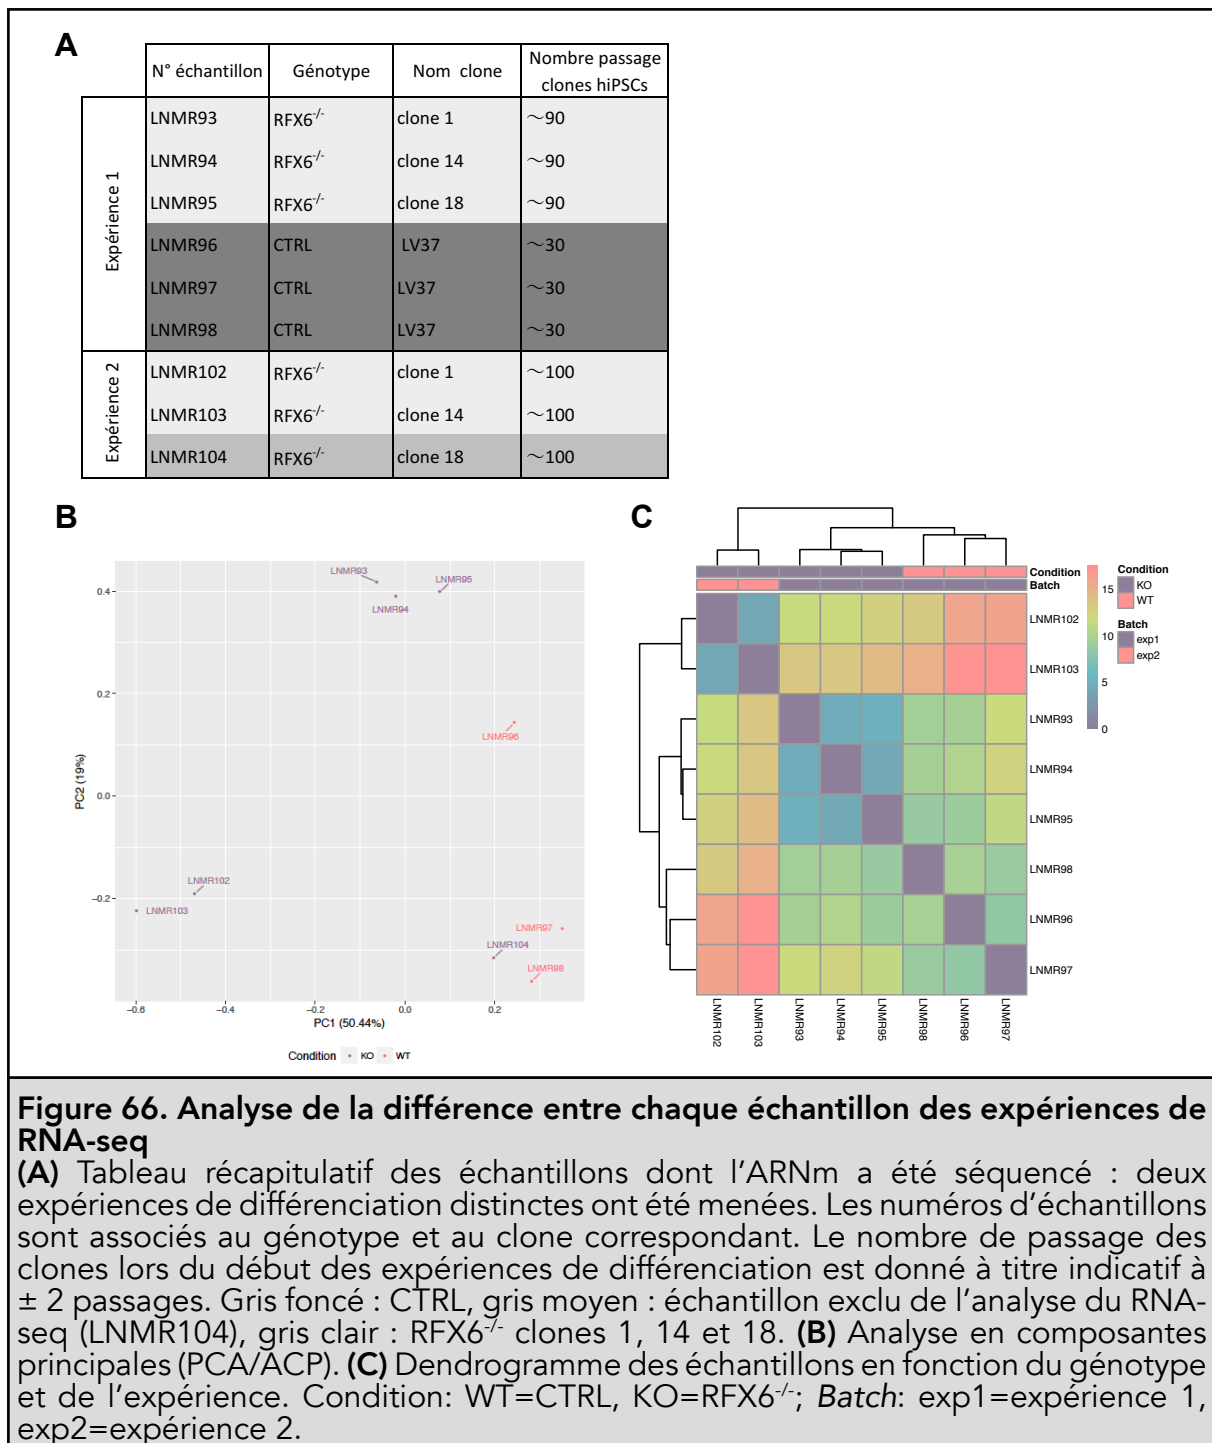 A
N° échantillon Génotype Nom clone Nombre passage clones hiPSCs
Expérience 1
LNMR93 RFX6-/- clone 1 ～90
LNMR94 RFX6-/- clone 14 ～90
LNMR95 RFX6-/- clone 18 ～90
LNMR96 CTRL LV37 ～30
LNMR97 CTRL LV37 ～30
LNMR98 CTRL LV37 ～30
Expérience 2
LNMR102 RFX6-/- clone 1 ～100
LNMR103 RFX6-/- clone 14 ～100
LNMR104 RFX6-/- clone 18 ～100
B
LNMR93
LNMR95
LNMR94
LNMR96
LNMR102
LNMR103
LNMR97
LNMR104
LNMR98
0.4
0.2
0.0
−0.2
PC2 (19%)
−0.6 −0.4 −0.2 0.0 0.2
PC1 (50.44%)
Condition KO WT
C
Condition
Batch
LNMR102
LNMR103
LNMR93
LNMR94
LNMR95
LNMR98
LNMR96
LNMR97
LNMR102 LNMR103 LNMR93 LNMR94 LNMR95 LNMR98 LNMR96 LNMR97
15
10
5
0
Condition
KO
WT
Batch
exp1
exp2
Figure 66. Analyse de la différence entre chaque échantillon des expériences de
RNA-seq
(A) Tableau récapitulatif des échantillons dont l'ARNm a été séquencé : deux
expériences de différenciation distinctes ont été menées. Les numéros d'échantillons
sont associés au génotype et au clone correspondant. Le nombre de passage des
clones lors du début des expériences de différenciation est donné à titre indicatif à
± 2 passages. Gris foncé : CTRL, gris moyen : échantillon exclu de l'analyse du RNA-
seq (LNMR104), gris clair : RFX6-/- clones 1, 14 et 18. (B) Analyse en composantes
principales (PCA/ACP). (C) Dendrogramme des échantillons en fonction du génotype
et de l'expérience. Condition: WT=CTRL, KO=RFX6-/-; Batch: exp1=expérience 1,
exp2=expérience 2.